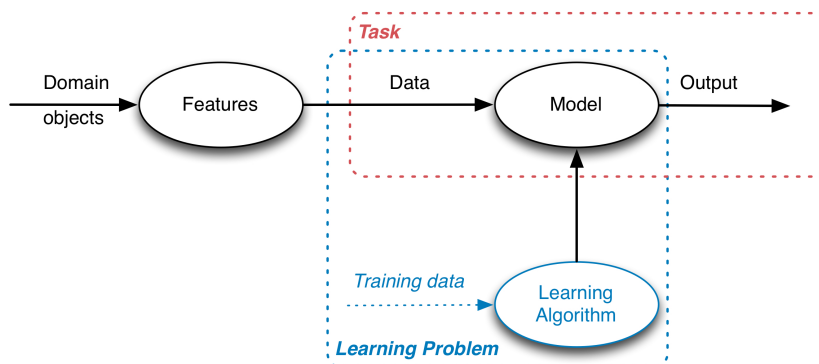 Task
Domain
objects
Features
Data
Model
Output
Training data
Learning
Algorithm
Learning Problem